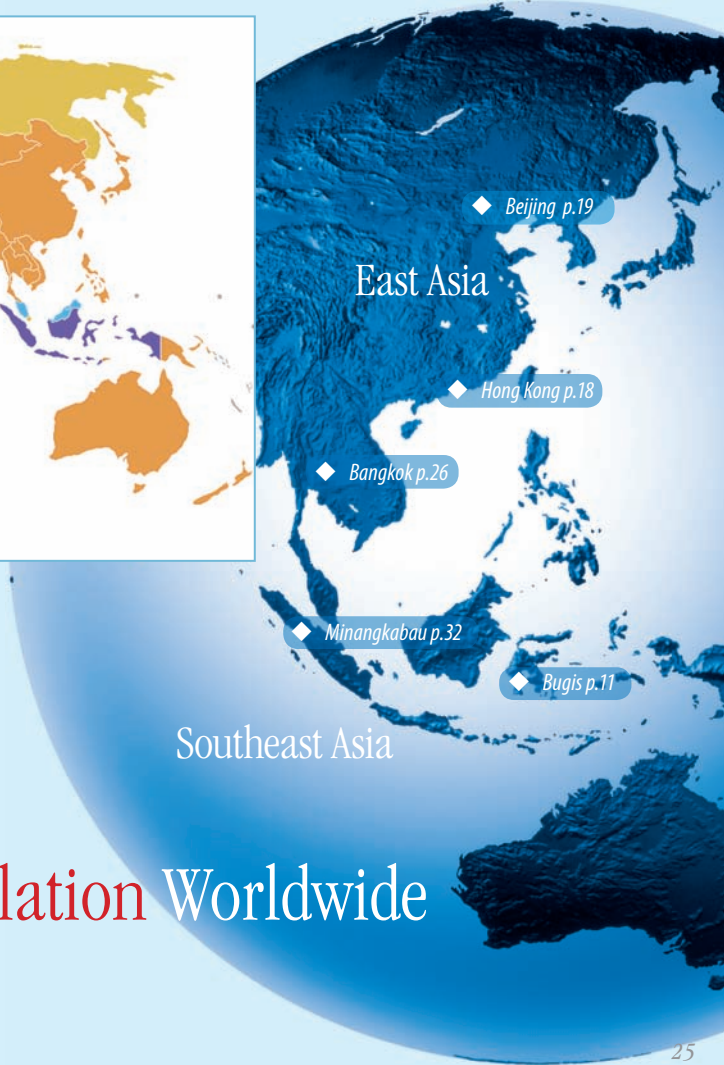 Beijing p.19
East Asia
Hong Kong p.18
Bangkok p.26
Minangkabau p.32
Bugis p.11
Southeast Asia
lation Worldwide
25